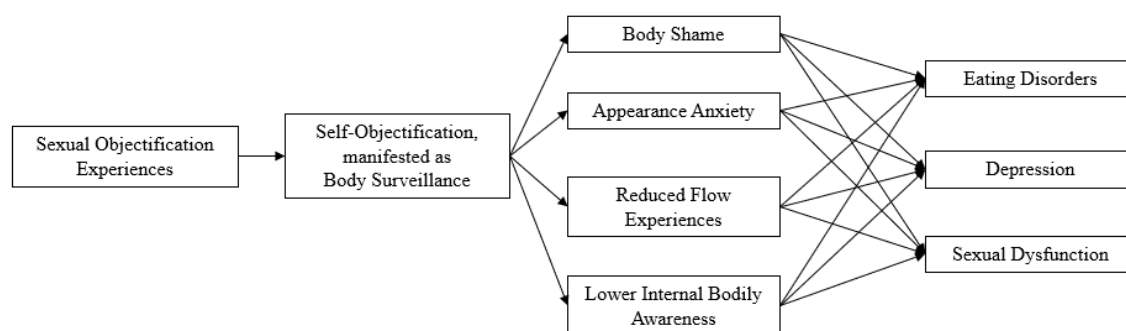 Sexual Objectification
Experiences
Self-Objectification,
manifested as
Body Surveillance
Body Shame
Appearance Anxiety
Reduced Flow
Experiences
Lower Internal Bodily
Awareness
Eating Disorders
Depression
Sexual Dysfunction